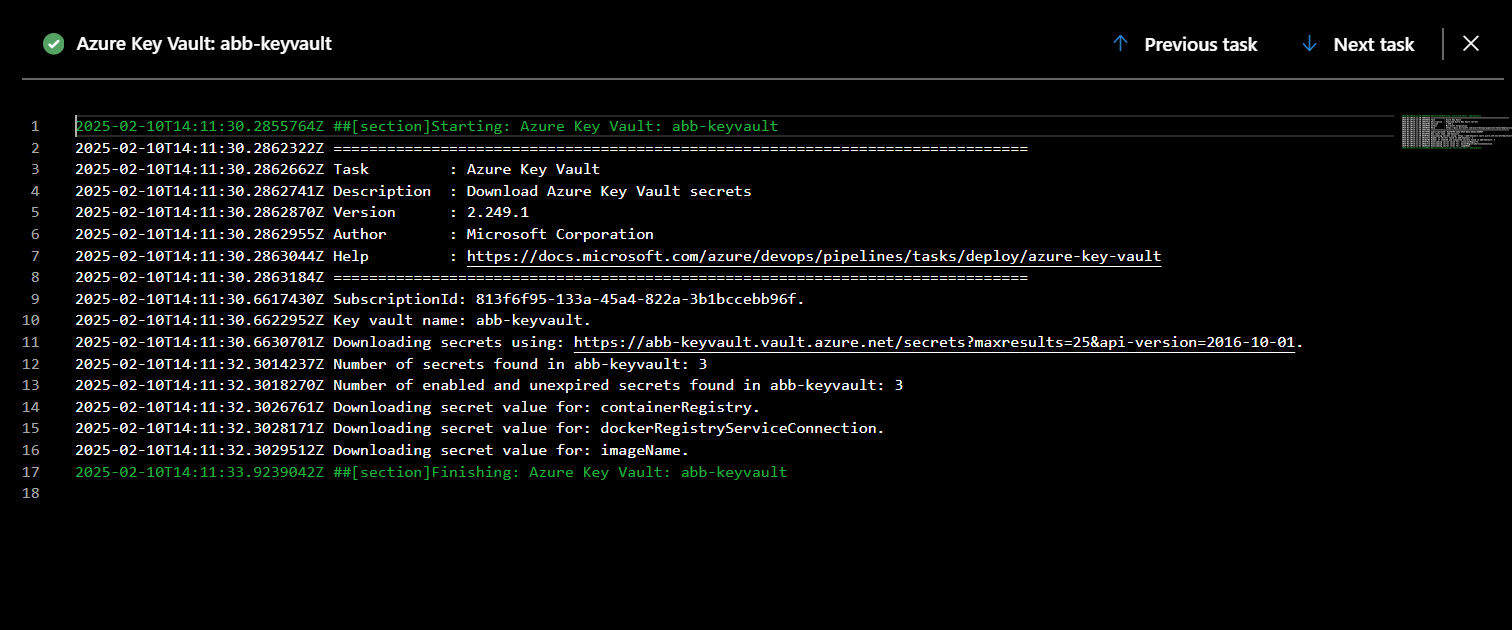 Azure Key Vault: abb-keyvault
Previous task
Next task
1 2025-02-10T14:11:30.2855764Z ##[section]Starting: Azure Key Vault: abb-keyvault
2 2025-02-10T14:11:30.2862322Z ==============================================================================
3 2025-02-10T14:11:30.2862662Z Task         : Azure Key Vault
4 2025-02-10T14:11:30.2862741Z Description  : Download Azure Key Vault secrets
5 2025-02-10T14:11:30.2862870Z Version      : 2.249.1
6 2025-02-10T14:11:30.2862955Z Author       : Microsoft Corporation
7 2025-02-10T14:11:30.2863044Z Help         : https://docs.microsoft.com/azure/devops/pipelines/tasks/deploy/azure-key-vault
8 2025-02-10T14:11:30.2863184Z ==============================================================================
9 2025-02-10T14:11:30.6617430Z SubscriptionId: 813f6f95-133a-45a4-822a-3b1bccebb96f.
10 2025-02-10T14:11:30.6622952Z Key vault name: abb-keyvault.
11 2025-02-10T14:11:30.6630701Z Downloading secrets using: https://abb-keyvault.vault.azure.net/secrets?maxresults=25&api-version=2016-10-01.
12 2025-02-10T14:11:32.3014237Z Number of secrets found in abb-keyvault: 3
13 2025-02-10T14:11:32.3018270Z Number of enabled and unexpired secrets found in abb-keyvault: 3
14 2025-02-10T14:11:32.3026761Z Downloading secret value for: containerRegistry.
15 2025-02-10T14:11:32.3028171Z Downloading secret value for: dockerRegistryServiceConnection.
16 2025-02-10T14:11:32.3029512Z Downloading secret value for: imageName.
17 2025-02-10T14:11:33.9239042Z ##[section]Finishing: Azure Key Vault: abb-keyvault
18